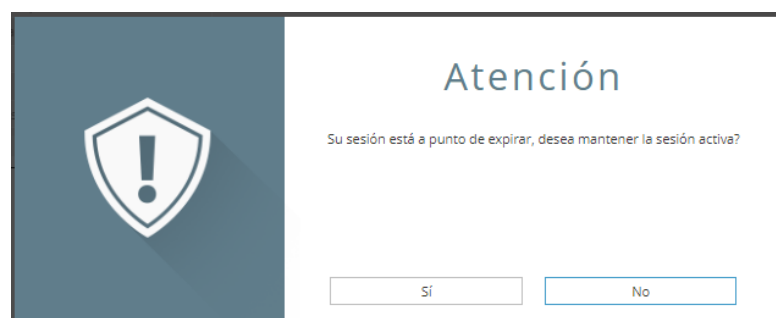 Atención
Su sesión está a punto de expirar, desea mantener la sesión activa?
Sí
No